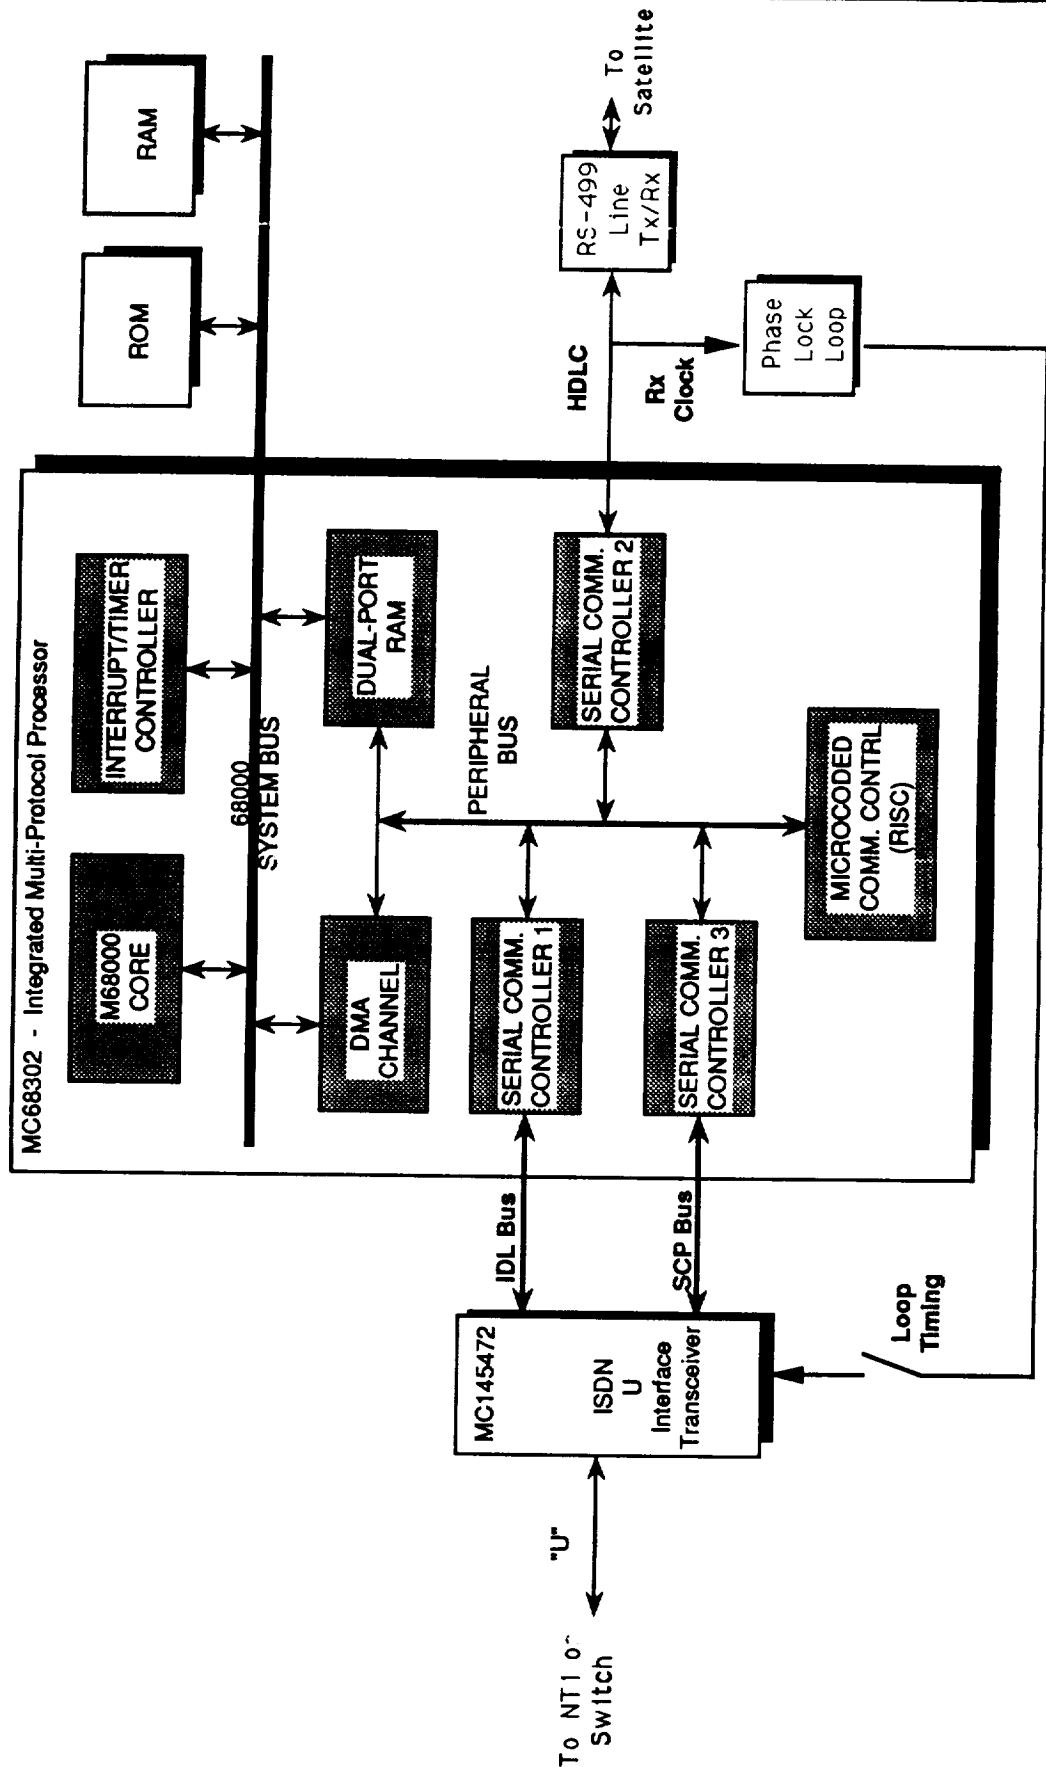 MC68302 - Integrated Multi-Protocol Processor
M68000
CORE
INTERRUPT/TIMER
CONTROLLER
ROM
RAM
68000
SYSTEM BUS
DMA
CHANNEL
DUAL-PORT
RAM
PERIPHERAL
BUS
SERIAL COMM.
CONTROLLER 1
SERIAL COMM.
CONTROLLER 2
SERIAL COMM.
CONTROLLER 3
MICROCODED
COMM. CONTRL
(RISC)
IDL Bus
SCP Bus
MC145472
ISDN
U
Interface
Transceiver
"U"
To NT1 or
Switch
Loop
Timing
HDLC
Rx
Clock
RS-499
Line
Tx/Rx
To
Satellite
Phase
Lock
Loop